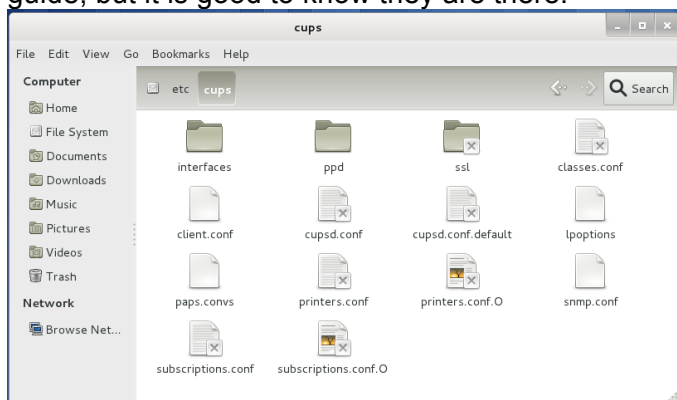 guide, but it is good to know they are there.
cups
File Edit View Go Bookmarks Help
Computer
Home
File System
Documents
Downloads
Music
Pictures
Videos
Trash
Network
Browse Net...
etc cups
Search
interfaces ppd ssl classes.conf
client.conf cupsd.conf cupsd.conf.default lpoptions
paps.convs printers.conf printers.conf.O snmp.conf
subscriptions.conf subscriptions.conf.O